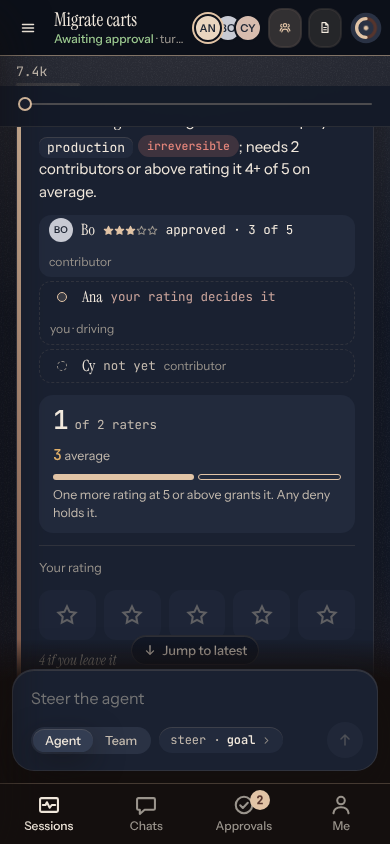 Migrate carts
Awaiting approval · tur…
AN
BO
CY
7.4k
production irreversible ; needs 2
contributors or above rating it 4+ of 5 on
average.
BO Bo ★★★☆☆ approved · 3 of 5
contributor
Ana your rating decides it
you · driving
Cy not yet contributor
1 of 2 raters
3 average
One more rating at 5 or above grants it. Any deny
holds it.
Your rating
4 if you leave it
↓ Jump to latest
Steer the agent
Agent Team steer · goal ›
2
Sessions Chats Approvals Me